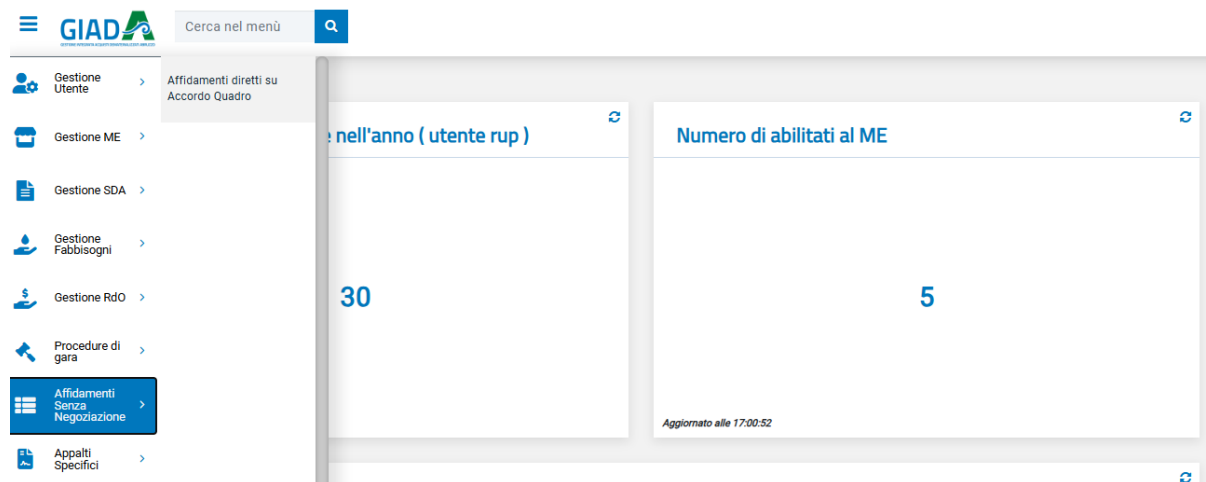 GIADA
Cerca nel menù
Gestione
Utente
Gestione ME
Gestione SDA
Gestione
Fabbisogni
Gestione RdO
Procedure di
gara
Affidamenti
Senza
Negoziazione
Appalti
Specifici
Affidamenti diretti su
Accordo Quadro
nell'anno ( utente rup )
30
Numero di abilitati al ME
5
Aggiornato alle 17:00:52